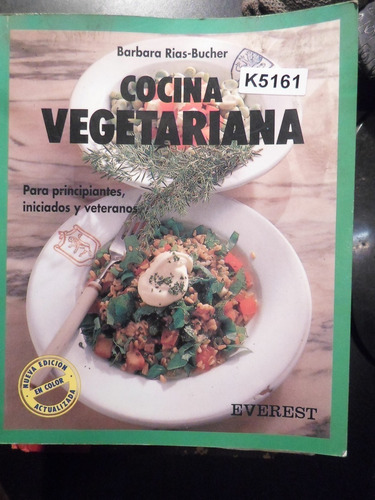 Barbara Rias-Bucher
COCINA
K5161
VEGETARIANA
Para principiantes,
iniciados y veteranos
NUEVA EDICION
EN COLOR
ACTUALIZADA
EVEREST